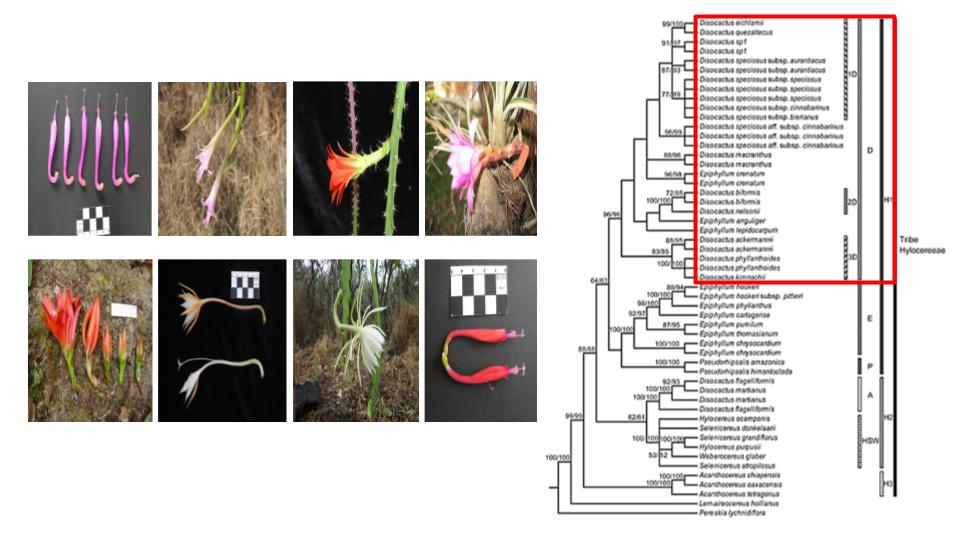 99/100
Disocactus eichlamii
Disocactus quezaltecus
91/97
Disocactus sp1
Disocactus sp1
Disocactus speciosus subsp. aurantiacus
87/93
Disocactus speciosus subsp. aurantiacus
1D
Disocactus speciosus subsp. speciosus
Disocactus speciosus subsp. speciosus
77/89
Disocactus speciosus subsp. speciosus
Disocactus speciosus subsp. cinnabarinus
Disocactus speciosus subsp. bierianus
Disocactus speciosus aff. subsp. cinnabarinus
96/99
Disocactus speciosus aff. subsp. cinnabarinus
Disocactus speciosus aff. subsp. cinnabarinus
D
88/96
Disocactus macranthus
Disocactus macranthus
96/98
Epiphyllum crenatum
Epiphyllum crenatum
72/85
Disocactus biformis
100/100
Disocactus biformis
2D
H1
Disocactus nelsonii
96/96
Epiphyllum anguliger
Epiphyllum lepidocarpum
88/95
Disocactus ackermannii
Tribe
Hylocereeae
83/85
Disocactus ackermannii
3D
Disocactus phyllanthoides
100/100
Disocactus phyllanthoides
Disocactus kimnachii
64/63
88/94
Epiphyllum hookeri
100/100
Epiphyllum hookeri subsp. pittieri
98/100
Epiphyllum phyllanthus
92/97
Epiphyllum cartagense
E
87/95
Epiphyllum pumilum
100/100
Epiphyllum thomasianum
100/100
Epiphyllum chrysocardium
Epiphyllum chrysocardium
100/100
Pseudorhipsalis amazonica
P
Pseudorhipsalis himantoclada
92/93
Disocactus flagelliformis
100/100
Disocactus martianus
A
100/100
Disocactus martianus
Disocactus flagelliformis
99/99
62/61
Hylocereus ocamponis
H2
Selenicereus donkelaarii
100/100
100/100
Selenicereus grandiflorus
HSW
Hylocereus purpusii
53/52
Weberocereus glaber
100/100
Selenicereus atropilosus
100/100
Acanthocereus chiapensis
100/100
Acanthocereus oaxacensis
H3
Acanthocereus tetragonus
Lemaireocereus hollianus
Pereskia lychnidiflora